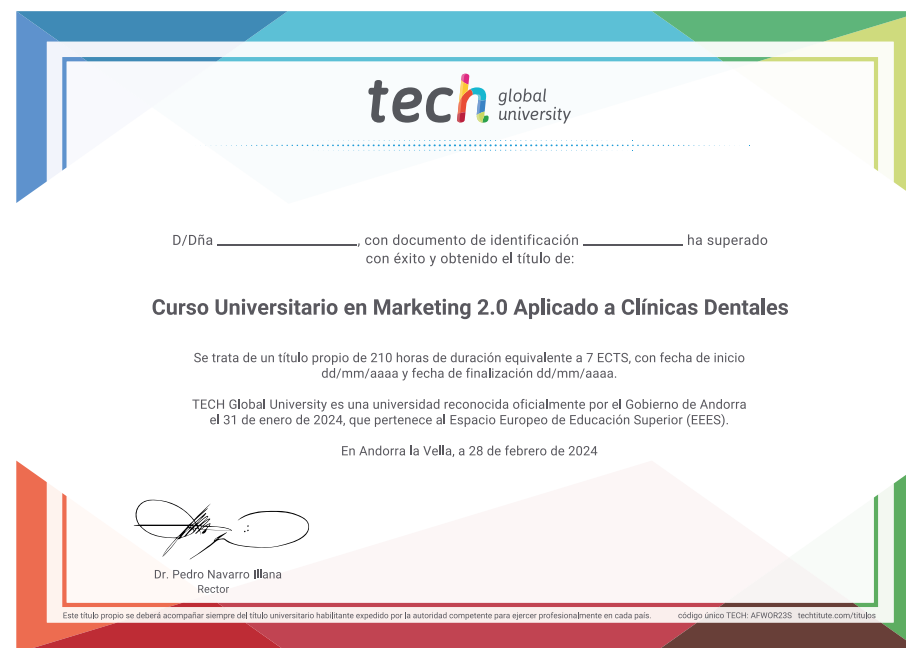 tech global
university
D/Dña ____________________, con documento de identificación ______________ ha superado
con éxito y obtenido el título de:
Curso Universitario en Marketing 2.0 Aplicado a Clínicas Dentales
Se trata de un título propio de 210 horas de duración equivalente a 7 ECTS, con fecha de inicio
dd/mm/aaaa y fecha de finalización dd/mm/aaaa.
TECH Global University es una universidad reconocida oficialmente por el Gobierno de Andorra
el 31 de enero de 2024, que pertenece al Espacio Europeo de Educación Superior (EEES).
En Andorra la Vella, a 28 de febrero de 2024
Dr. Pedro Navarro Illana
Rector
Este título propio se deberá acompañar siempre del título universitario habilitante expedido por la autoridad competente para ejercer profesionalmente en cada país. código único TECH: AFWOR23S techtitute.com/titulos